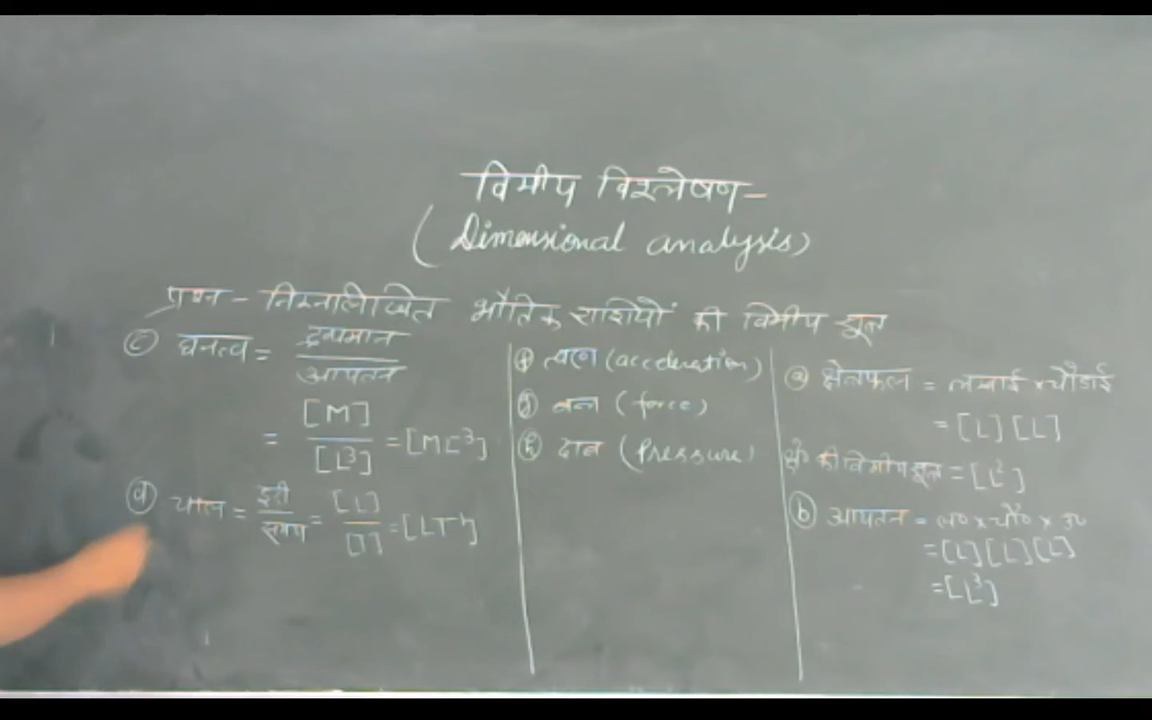 विमीय विश्लेषण-
(Dimensional analysis)
प्रश्न - निम्नलिखित भौतिक राशियों की विमीय सूत्र
(c) घनत्व = द्रव्यमान / आयतन
= [M] / [L³] = [ML⁻³]
(d) चाल = दूरी / समय = [L] / [T] = [LT⁻¹]
(f) त्वरण (acceleration)
(g) बल (force)
(h) दाब (Pressure)
(a) क्षेत्रफल = लम्बाई × चौड़ाई
= [L] [L]
क्षे० की विमीय सूत्र = [L²]
(b) आयतन = ल० × चौ० × ऊ०
= [L] [L] [L]
= [L³]